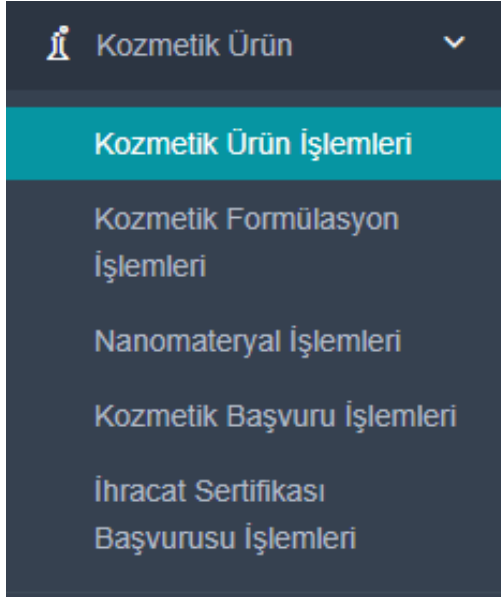 Kozmetik Ürün
Kozmetik Ürün İşlemleri
Kozmetik Formülasyon
İşlemleri
Nanomateryal İşlemleri
Kozmetik Başvuru İşlemleri
İhracat Sertifikası
Başvurusu İşlemleri